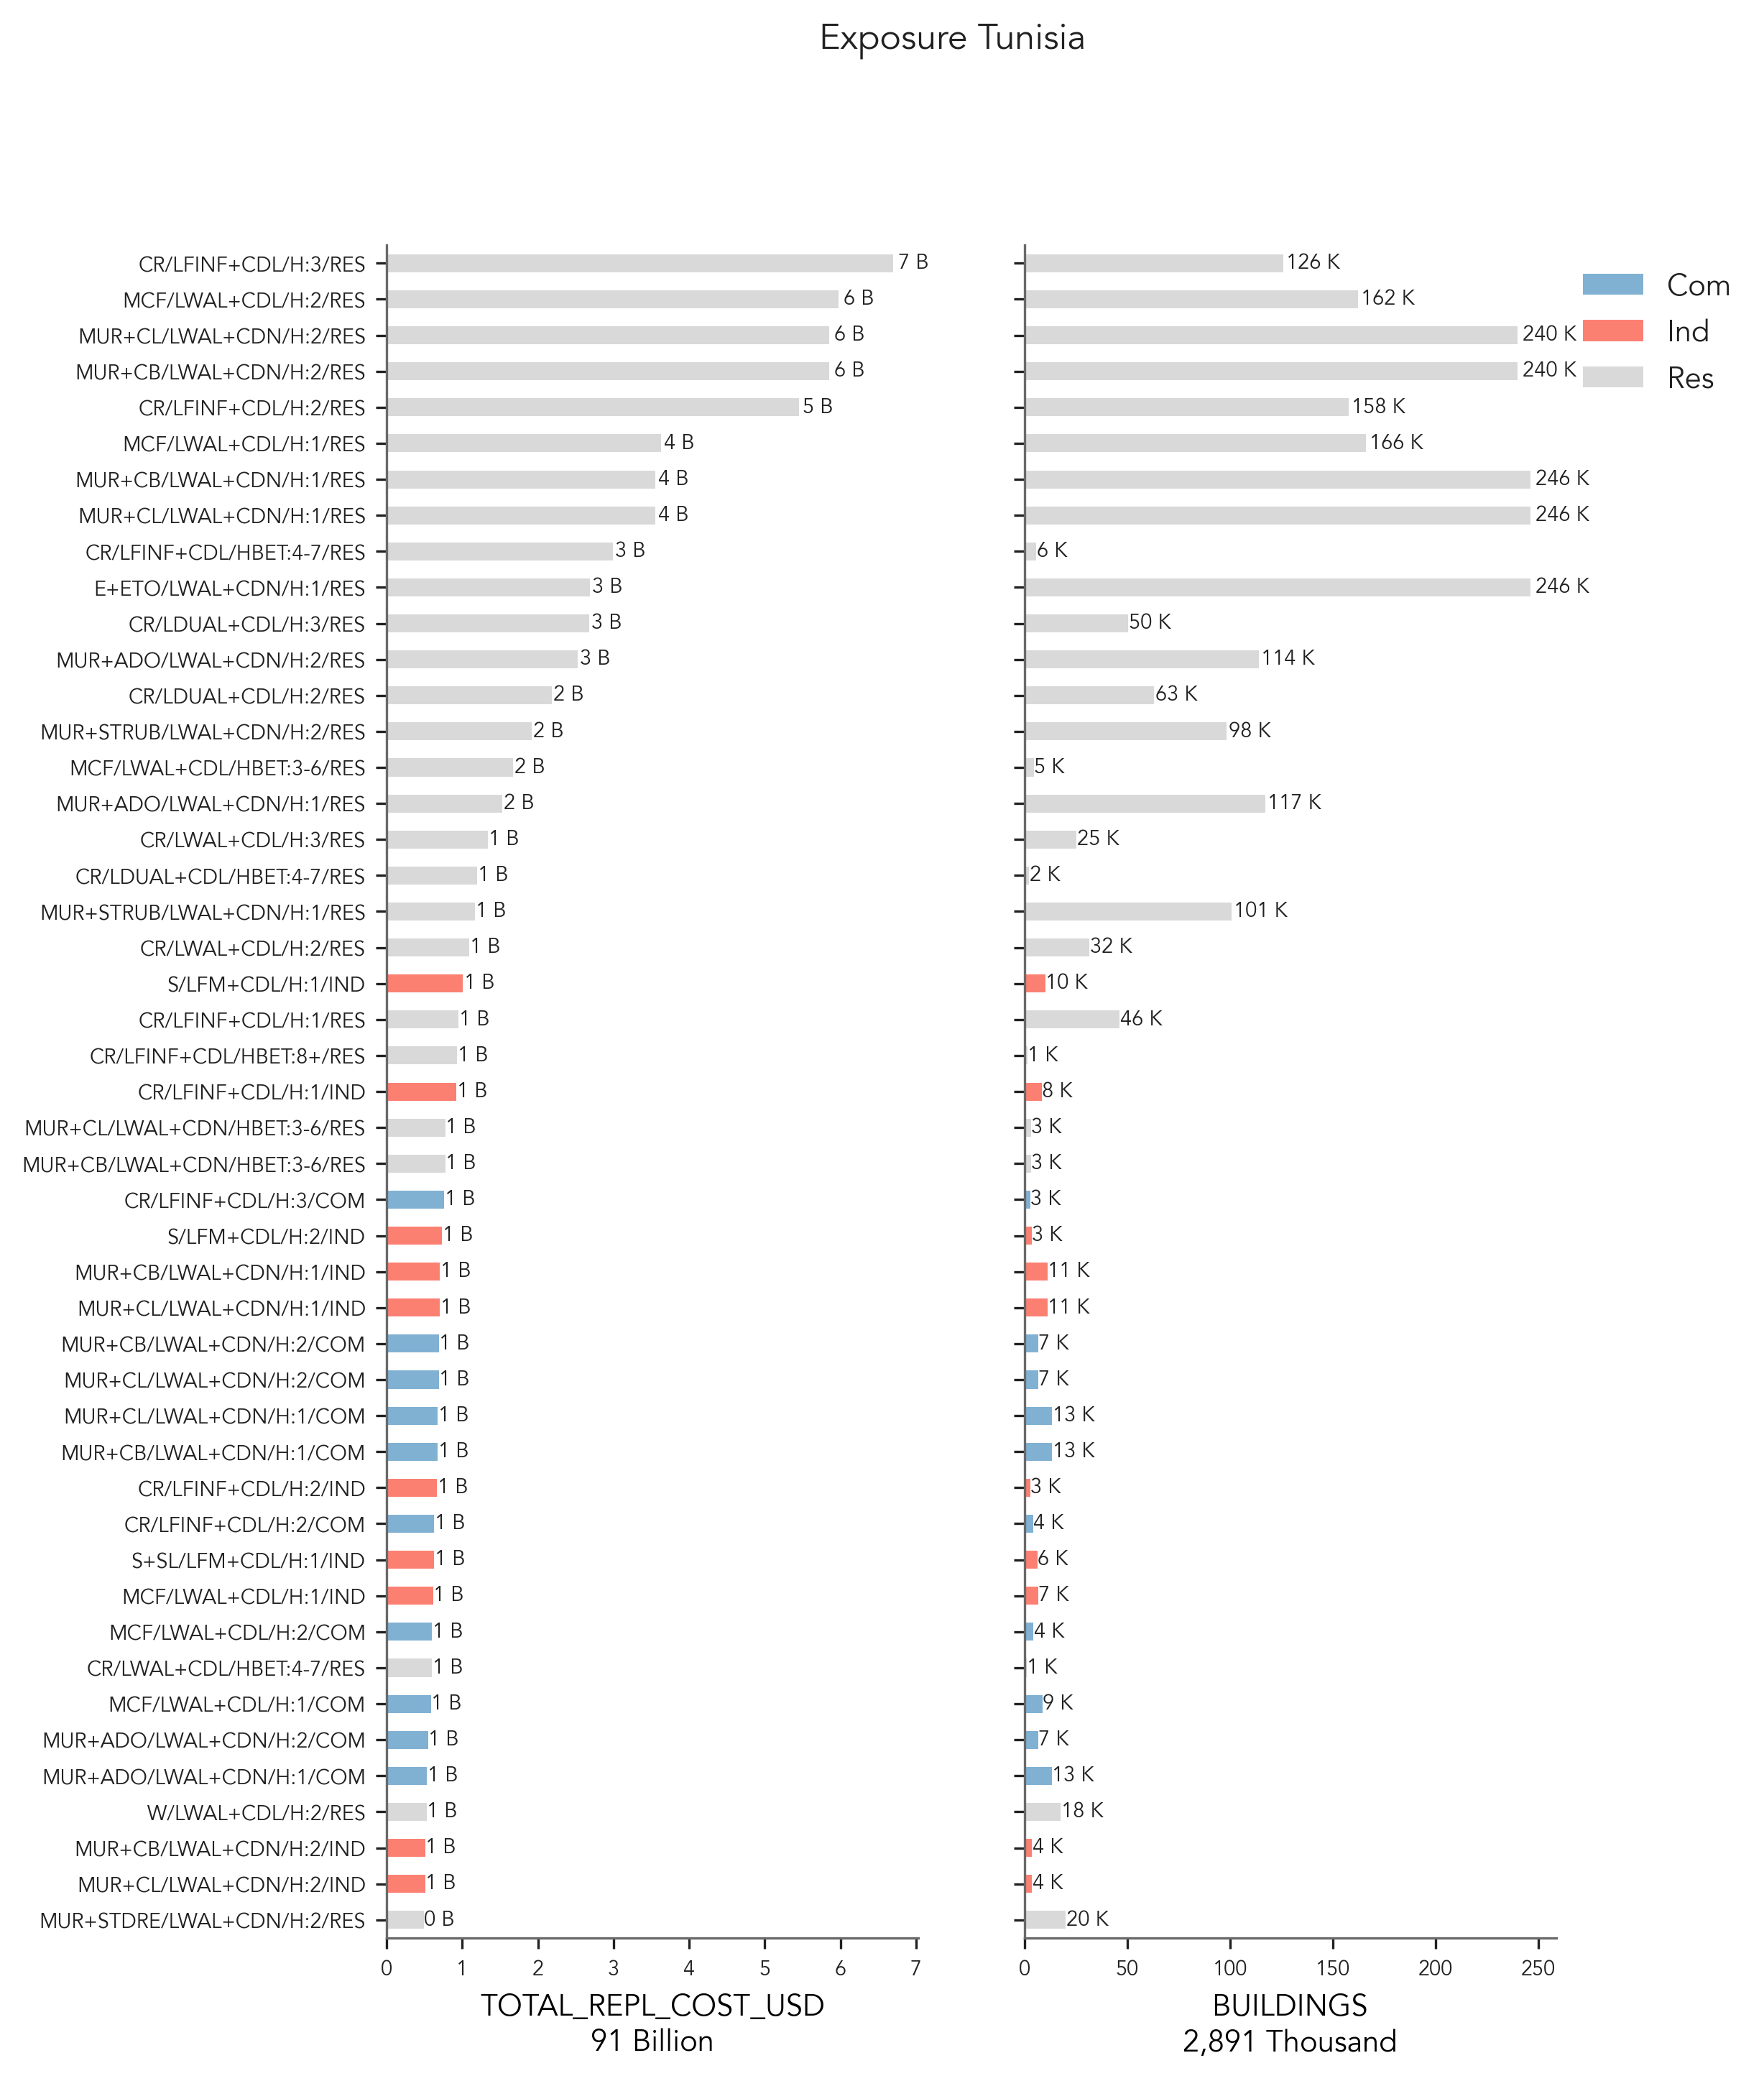 Exposure Tunisia
CR/LFINF+CDL/H:3/RES 7 B 126 K
MCF/LWAL+CDL/H:2/RES 6 B 162 K
MUR+CL/LWAL+CDN/H:2/RES 6 B 240 K
MUR+CB/LWAL+CDN/H:2/RES 6 B 240 K
CR/LFINF+CDL/H:2/RES 5 B 158 K
MCF/LWAL+CDL/H:1/RES 4 B 166 K
MUR+CB/LWAL+CDN/H:1/RES 4 B 246 K
MUR+CL/LWAL+CDN/H:1/RES 4 B 246 K
CR/LFINF+CDL/HBET:4-7/RES 3 B 6 K
E+ETO/LWAL+CDN/H:1/RES 3 B 246 K
CR/LDUAL+CDL/H:3/RES 3 B 50 K
MUR+ADO/LWAL+CDN/H:2/RES 3 B 114 K
CR/LDUAL+CDL/H:2/RES 2 B 63 K
MUR+STRUB/LWAL+CDN/H:2/RES 2 B 98 K
MCF/LWAL+CDL/HBET:3-6/RES 2 B 5 K
MUR+ADO/LWAL+CDN/H:1/RES 2 B 117 K
CR/LWAL+CDL/H:3/RES 1 B 25 K
CR/LDUAL+CDL/HBET:4-7/RES 1 B 2 K
MUR+STRUB/LWAL+CDN/H:1/RES 1 B 101 K
CR/LWAL+CDL/H:2/RES 1 B 32 K
S/LFM+CDL/H:1/IND 1 B 10 K
CR/LFINF+CDL/H:1/RES 1 B 46 K
CR/LFINF+CDL/HBET:8+/RES 1 B 1 K
CR/LFINF+CDL/H:1/IND 1 B 8 K
MUR+CL/LWAL+CDN/HBET:3-6/RES 1 B 3 K
MUR+CB/LWAL+CDN/HBET:3-6/RES 1 B 3 K
CR/LFINF+CDL/H:3/COM 1 B 3 K
S/LFM+CDL/H:2/IND 1 B 3 K
MUR+CB/LWAL+CDN/H:1/IND 1 B 11 K
MUR+CL/LWAL+CDN/H:1/IND 1 B 11 K
MUR+CB/LWAL+CDN/H:2/COM 1 B 7 K
MUR+CL/LWAL+CDN/H:2/COM 1 B 7 K
MUR+CL/LWAL+CDN/H:1/COM 1 B 13 K
MUR+CB/LWAL+CDN/H:1/COM 1 B 13 K
CR/LFINF+CDL/H:2/IND 1 B 3 K
CR/LFINF+CDL/H:2/COM 1 B 4 K
S+SL/LFM+CDL/H:1/IND 1 B 6 K
MCF/LWAL+CDL/H:1/IND 1 B 7 K
MCF/LWAL+CDL/H:2/COM 1 B 4 K
CR/LWAL+CDL/HBET:4-7/RES 1 B 1 K
MCF/LWAL+CDL/H:1/COM 1 B 9 K
MUR+ADO/LWAL+CDN/H:2/COM 1 B 7 K
MUR+ADO/LWAL+CDN/H:1/COM 1 B 13 K
W/LWAL+CDL/H:2/RES 1 B 18 K
MUR+CB/LWAL+CDN/H:2/IND 1 B 4 K
MUR+CL/LWAL+CDN/H:2/IND 1 B 4 K
MUR+STDRE/LWAL+CDN/H:2/RES 0 B 20 K
0 1 2 3 4 5 6 7
TOTAL_REPL_COST_USD
91 Billion
0 50 100 150 200 250
BUILDINGS
2,891 Thousand
Com
Ind
Res